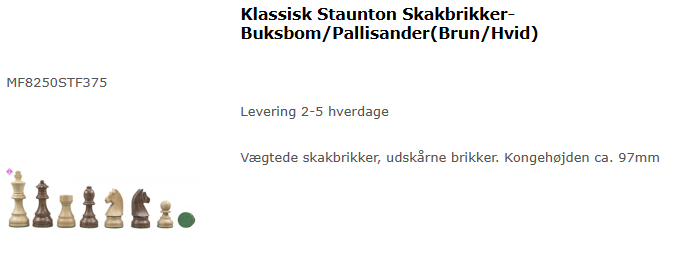 Klassisk Staunton Skakbrikker-
Buksbom/Pallisander(Brun/Hvid)
MF8250STF375
Levering 2-5 hverdage
Vægtede skakbrikker, udskårne brikker. Kongehøjden ca. 97mm